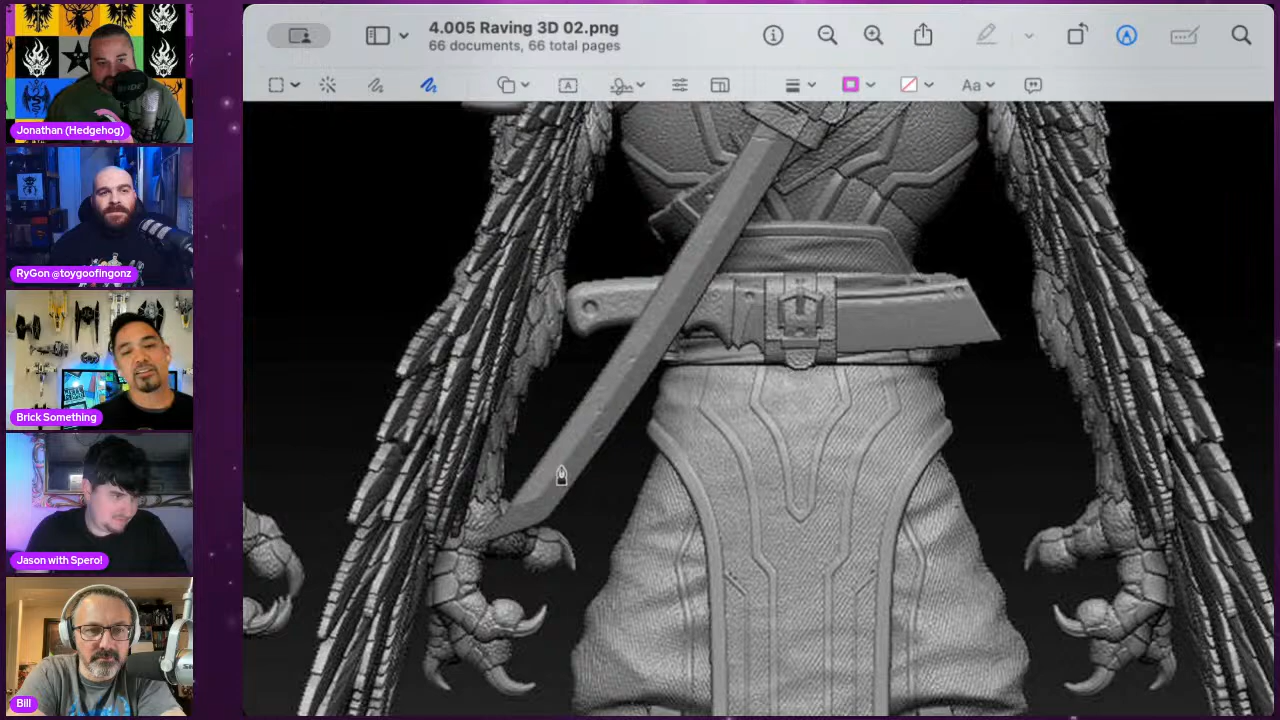 4.005 Raving 3D 02.png
66 documents, 66 total pages
A
Aa
Jonathan (Hedgehog)
RyGon @toygoofingonz
Brick Something
Jason with Spero!
Bill